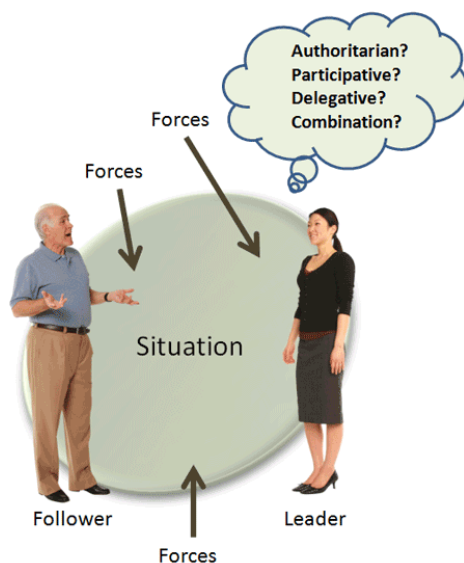 Authoritarian?
Participative?
Delegative?
Combination?
Forces
Forces
Situation
Follower
Leader
Forces